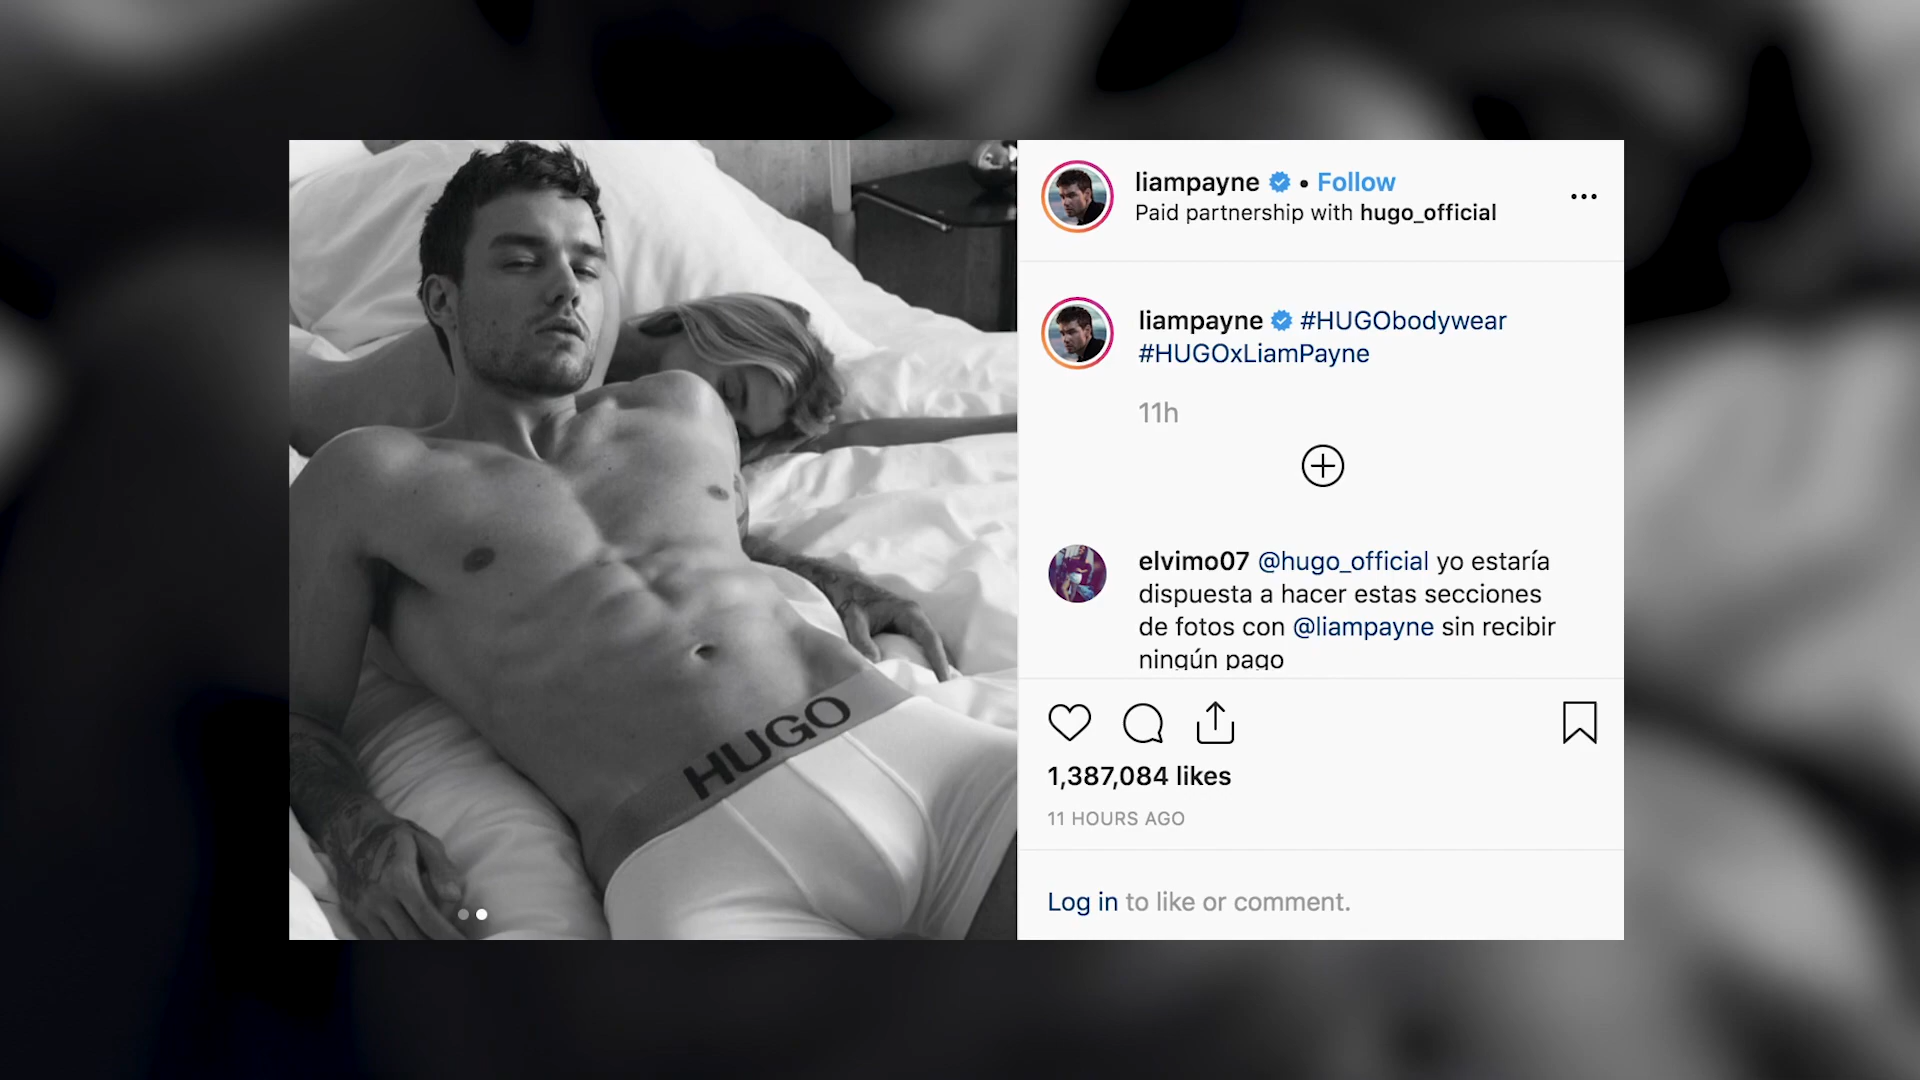 HUGO
liampayne • Follow
Paid partnership with hugo_official
liampayne #HUGObodywear
#HUGOxLiamPayne
11h
elvimo07 @hugo_official yo estaría
dispuesta a hacer estas secciones
de fotos con @liampayne sin recibir
ningún pago
1,387,084 likes
11 HOURS AGO
Log in to like or comment.